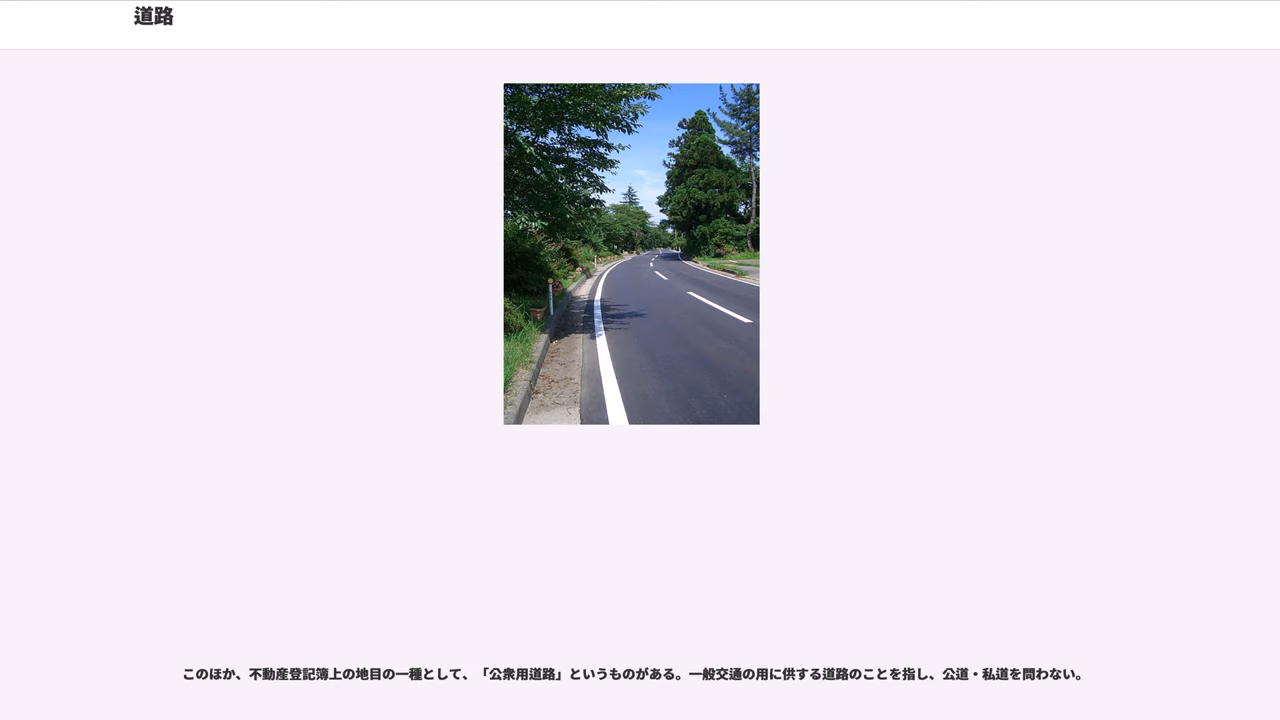 道路
このほか、不動産登記簿上の地目の一種として、「公衆用道路」というものがある。一般交通の用に供する道路のことを指し、公道・私道を問わない。